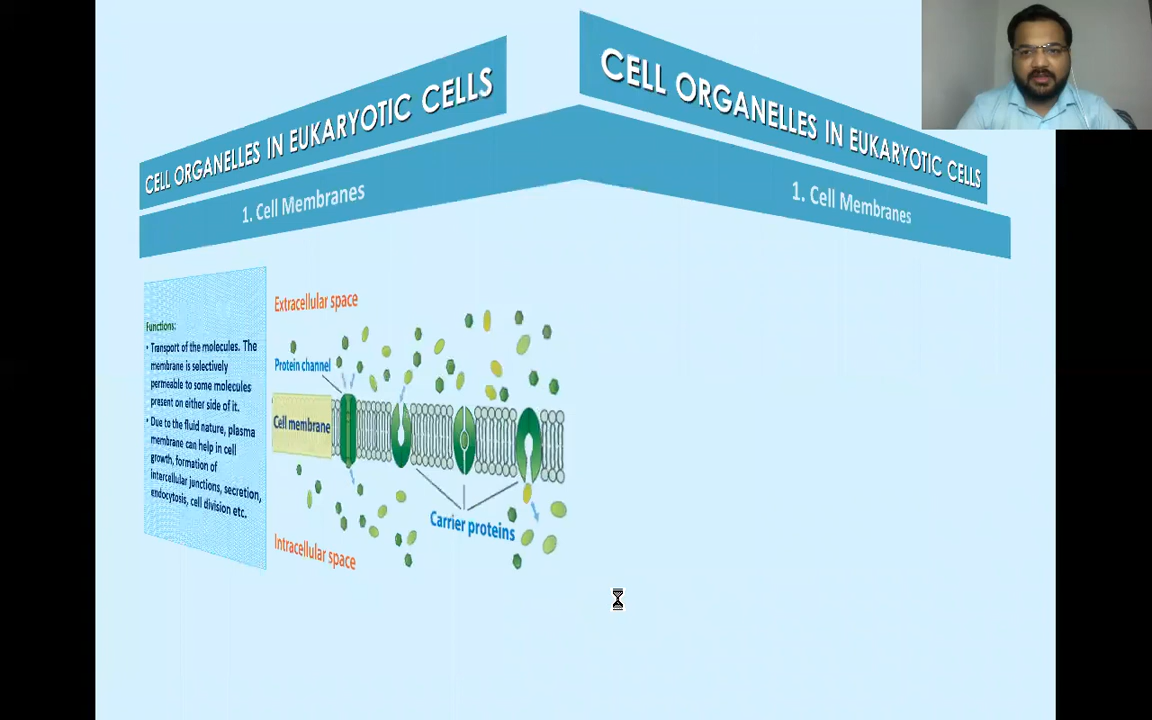 CELL ORGANELLES IN EUKARYOTIC CELLS
1. Cell Membranes
Functions:
• Transport of the molecules. The
membrane is selectively
permeable to some molecules
present on either side of it.
• Due to the fluid nature, plasma
membrane can help in cell
growth, formation of
intercellular junctions, secretion,
endocytosis, cell division etc.
Extracellular space
Protein channel
Cell membrane
Carrier proteins
Intracellular space
CELL ORGANELLES IN EUKARYOTIC CELLS
1. Cell Membranes